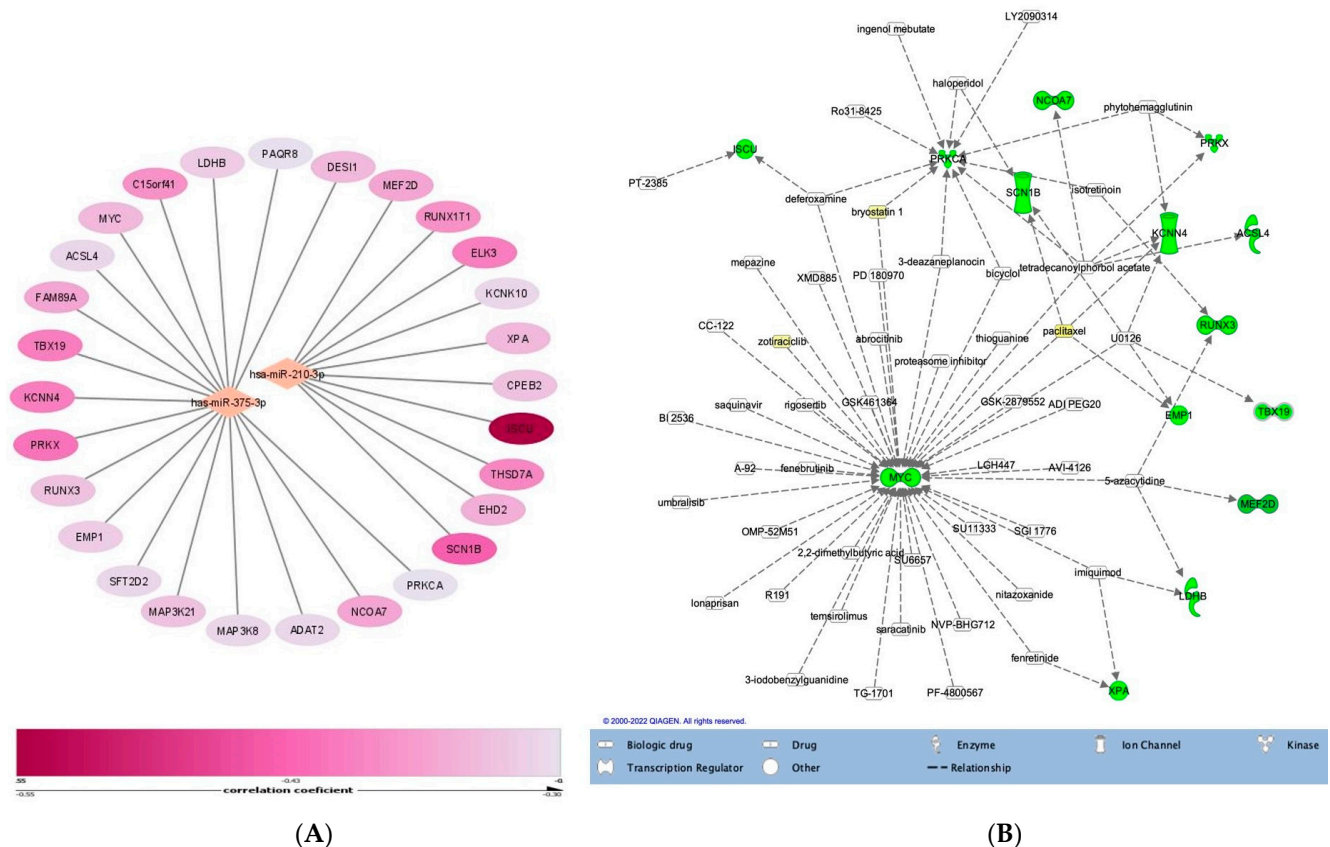 PAQR8
LDHB
DESI1
C15orf41
MEF2D
MYC
RUNX1T1
ACSL4
ELK3
FAM89A
KCNK10
TBX19
XPA
hsa-miR-210-3p
CPEB2
KCNN4
has-miR-375-3p
ISCU
PRKX
THSD7A
RUNX3
EHD2
EMP1
SCN1B
SFT2D2
PRKCA
MAP3K21
NCOA7
MAP3K8
ADAT2
-0.43
correlation coeficient
-0.55
-0.30
(A)
LY2090314
ingenol mebutate
haloperidol
NCOA7
phytohemagglutinin
Ro31-8425
PRKX
ISCU
PRKCA
PT-2385
SCN1B
isotretinoin
deferoxamine
bryostatin 1
KCNN4
ACSL4
3-deazaneplanocin
mepazine
XMD885
PD 180970
bicyclol
tetradecanoylphorbol acetate
CC-122
RUNX3
zotiraciclib
abrocitinib
thioguanine
paclitaxel
U0126
proteasome inhibitor
saquinavir
rigosertib
GSK461364
GSK-2879552
ADI PEG20
BI 2536
EMP1
TBX19
A-92
fenebrutinib
MYC
LGH447
AVI-4126
5-azacytidine
umbralisib
MEF2D
OMP-52M51
SU11333
SGI 1776
2,2-dimethylbutyric acid
SU6657
imiquimod
lonaprisan
R191
nitazoxanide
LDHB
temsirolimus
saracatinib
NVP-BHG712
fenretinide
3-iodobenzylguanidine
TG-1701
PF-4800567
XPA
© 2000-2022 QIAGEN. All rights reserved.
Biologic drug
Drug
Enzyme
Ion Channel
Kinase
Transcription Regulator
Other
Relationship
(B)